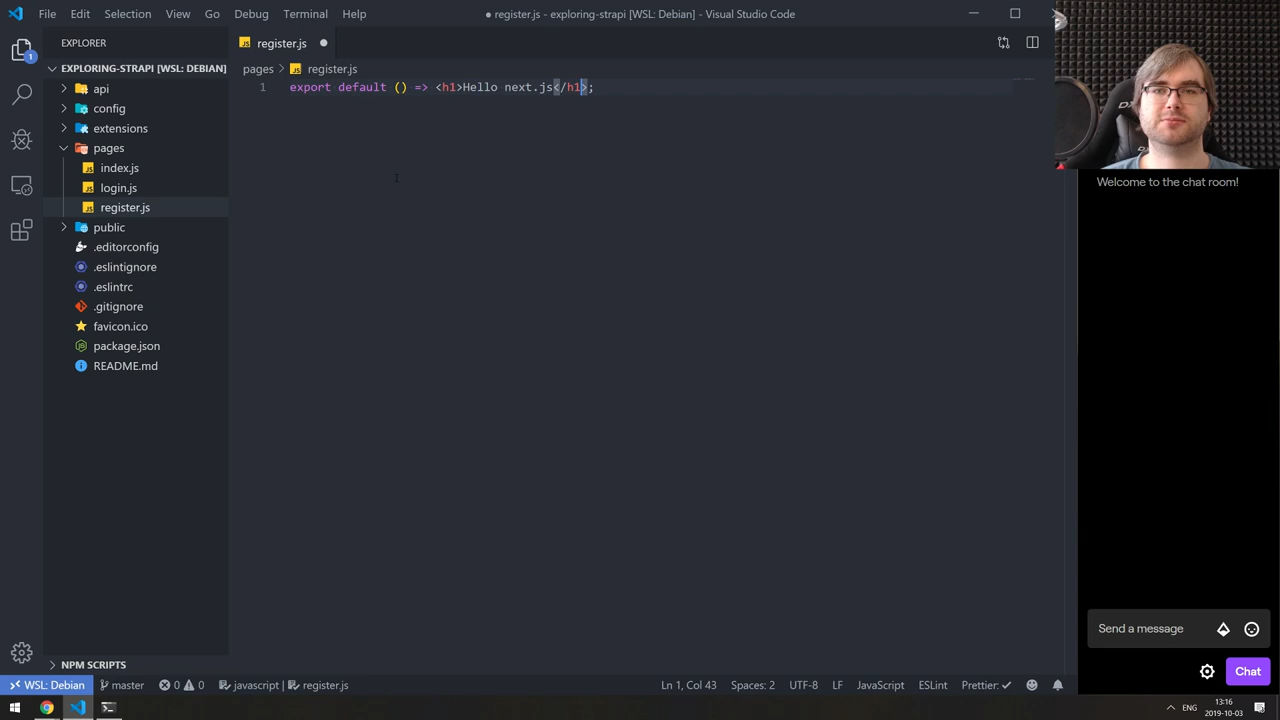 File Edit Selection View Go Debug Terminal Help
● register.js - exploring-strapi [WSL: Debian] - Visual Studio Code
EXPLORER
register.js
EXPLORING-STRAPI [WSL: DEBIAN]
pages > register.js
api
1 export default () => <h1>Hello next.js</h1>;
config
extensions
pages
index.js
login.js
register.js
public
.editorconfig
.eslintignore
.eslintrc
.gitignore
favicon.ico
package.json
README.md
NPM SCRIPTS
WSL: Debian master 0 0 javascript | register.js
Ln 1, Col 43 Spaces: 2 UTF-8 LF JavaScript ESLint Prettier: ✓
Welcome to the chat room!
Send a message
Chat
ENG
13:16
2019-10-03